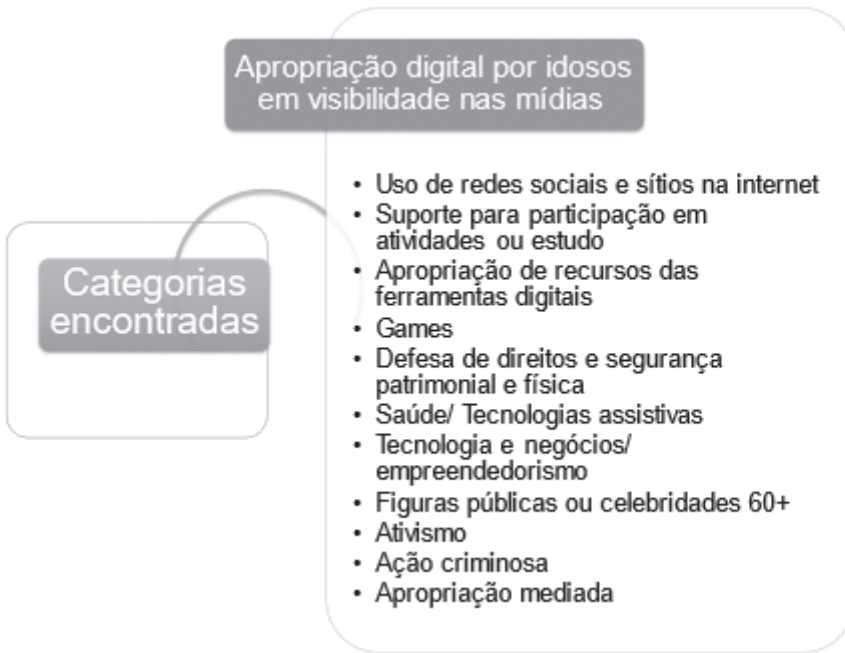 Apropriação digital por idosos
em visibilidade nas mídias
Categorias
encontradas
• Uso de redes sociais e sítios na internet
• Suporte para participação em
atividades ou estudo
• Apropriação de recursos das
ferramentas digitais
• Games
• Defesa de direitos e segurança
patrimonial e física
• Saúde/ Tecnologias assistivas
• Tecnologia e negócios/
empreendedorismo
• Figuras públicas ou celebridades 60+
• Ativismo
• Ação criminosa
• Apropriação mediada